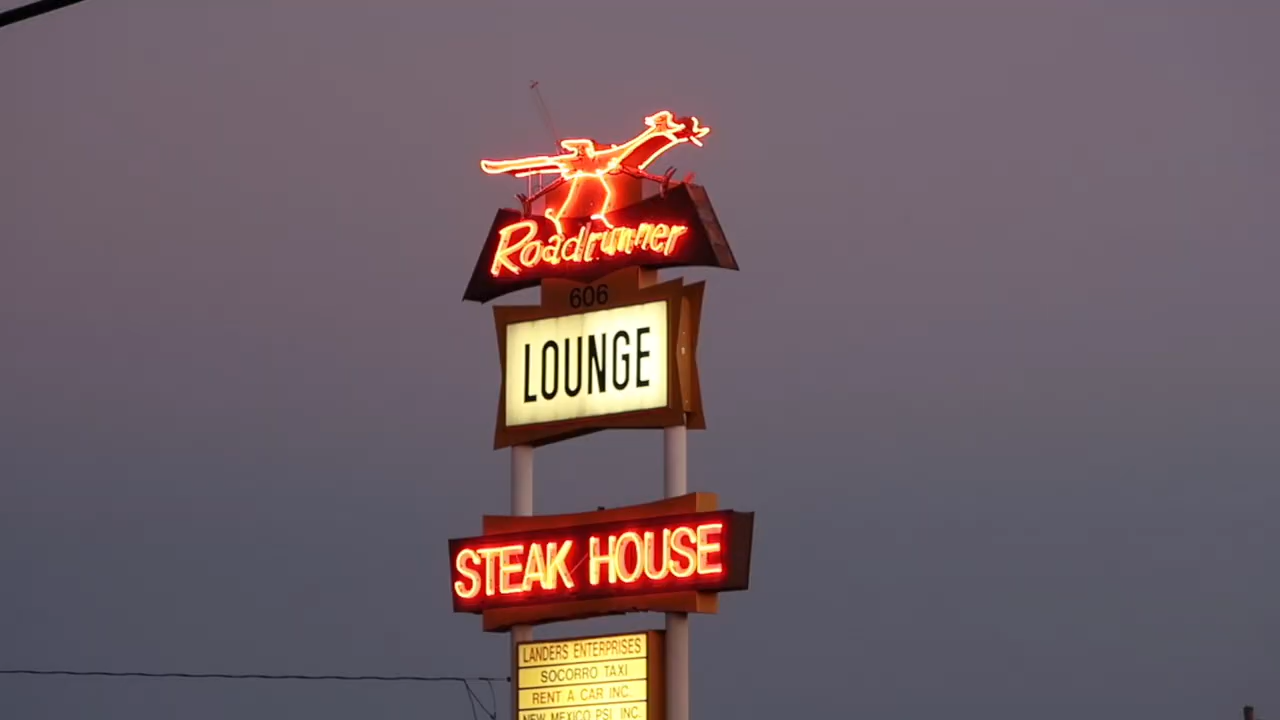 Roadrunner
606
LOUNGE
STEAK HOUSE
LANDERS ENTERPRISES
SOCORRO TAXI
RENT A CAR INC.
NEW MEXICO PSI, INC.